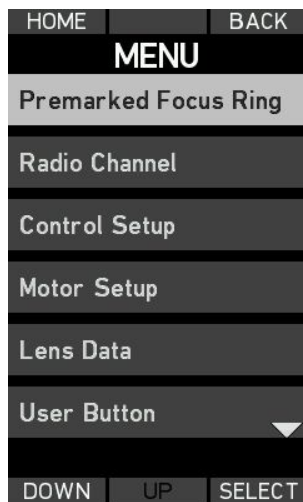 HOME BACK
MENU
Premarked Focus Ring
Radio Channel
Control Setup
Motor Setup
Lens Data
User Button
DOWN UP SELECT